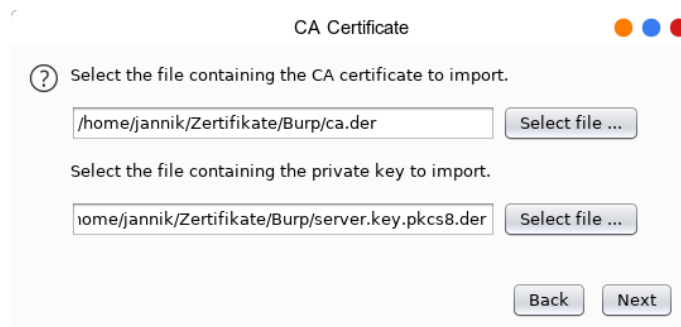 CA Certificate
Select the file containing the CA certificate to import.
/home/jannik/Zertifikate/Burp/ca.der Select file ...
Select the file containing the private key to import.
ome/jannik/Zertifikate/Burp/server.key.pkcs8.der Select file ...
Back Next